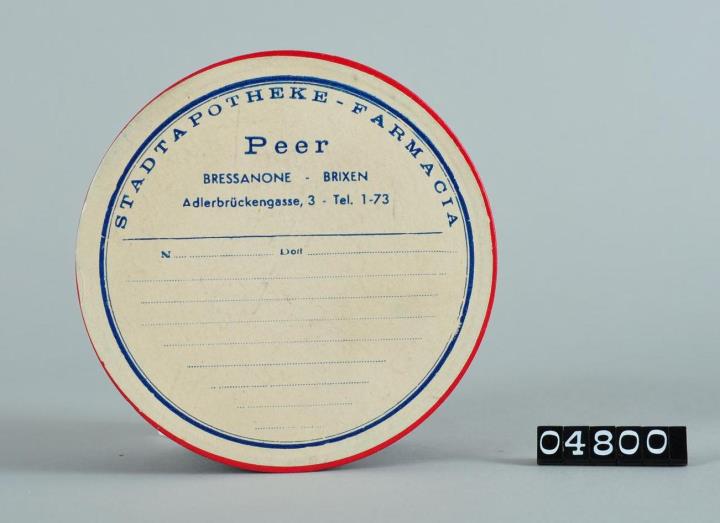 STADTAPOTHEKE - FARMACIA
Peer
BRESSANONE - BRIXEN
Adlerbrückengasse, 3 - Tel. 1-73
N. Dott
04800